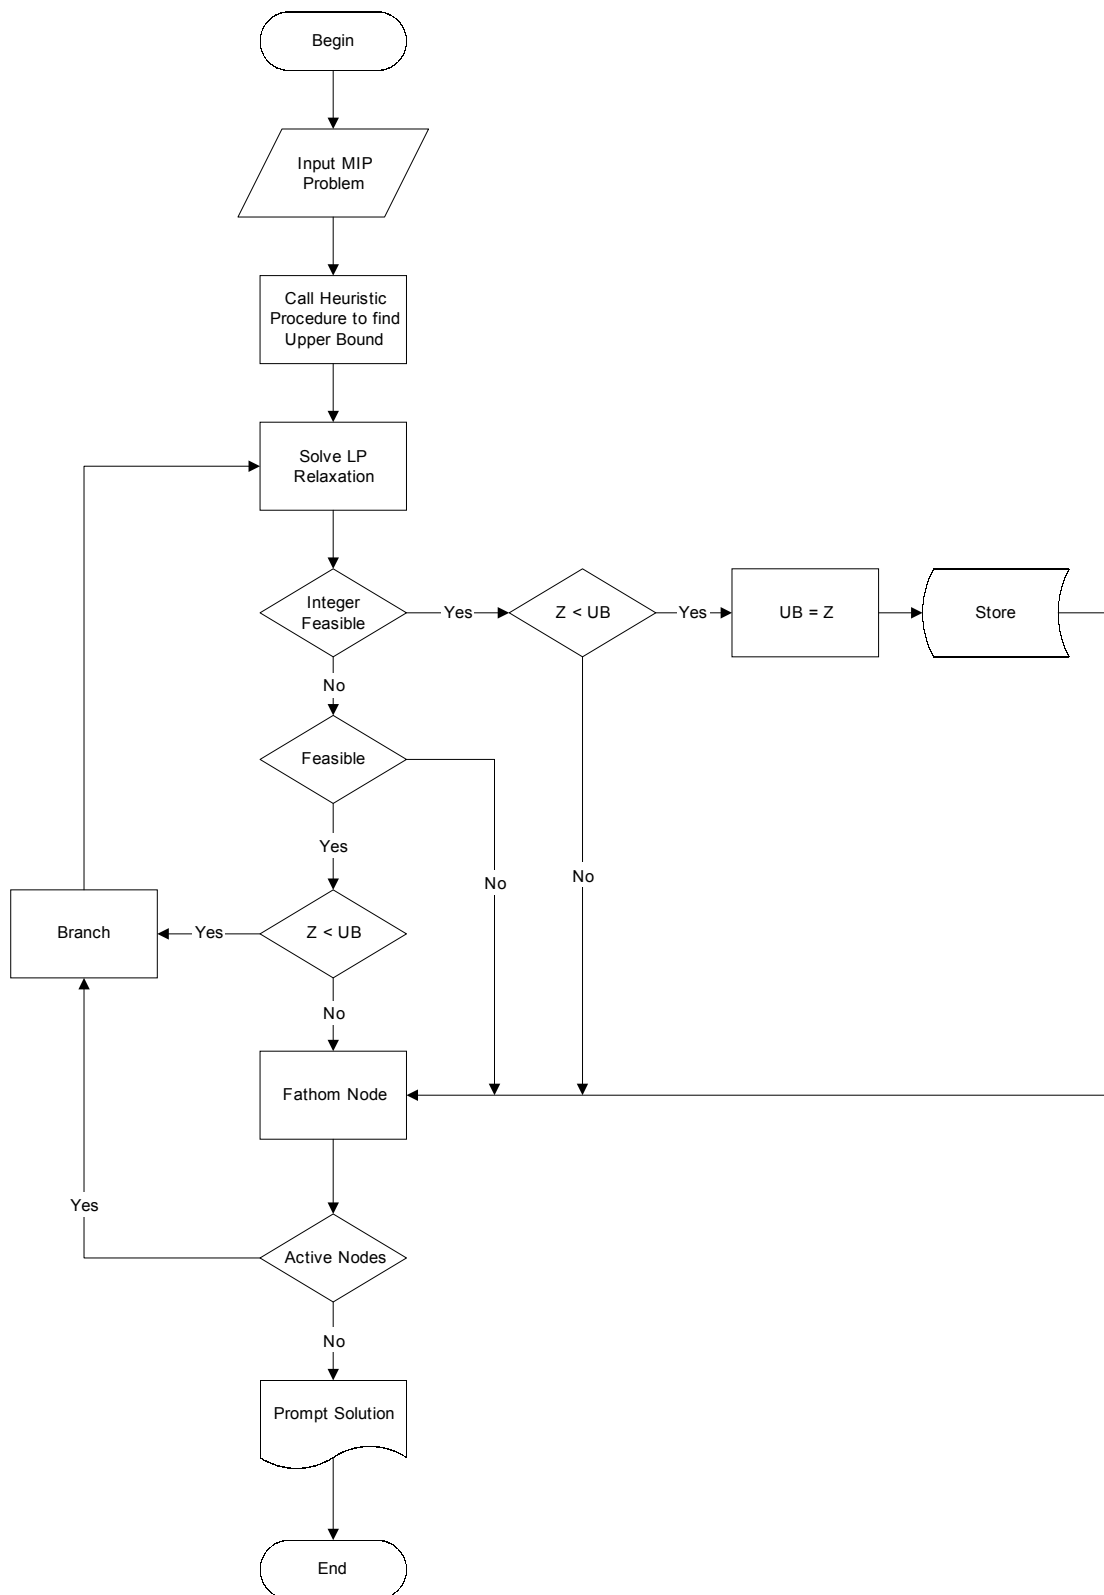 Begin
Input MIP
Problem
Call Heuristic
Procedure to find
Upper Bound
Solve LP
Relaxation
Integer
Feasible
Yes
Z < UB
Yes
UB = Z
Store
No
Feasible
Yes
No
No
Branch
Yes
Z < UB
No
Fathom Node
Yes
Active Nodes
No
Prompt Solution
End